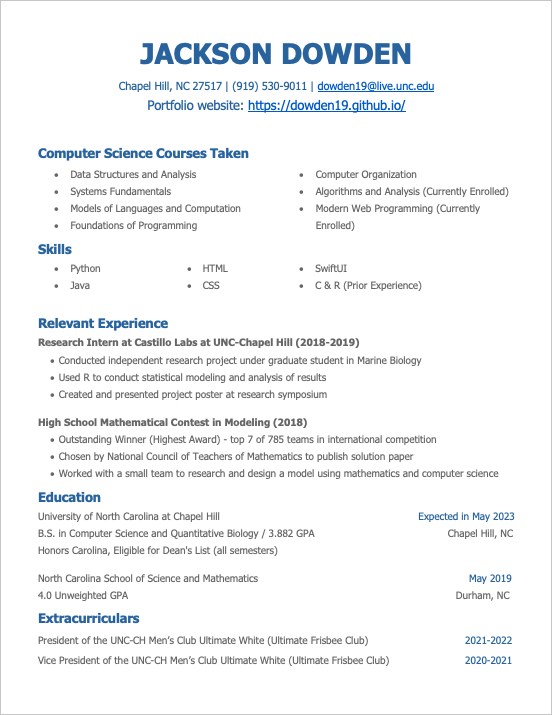 JACKSON DOWDEN
Chapel Hill, NC 27517 | (919) 530-9011 | dowden19@live.unc.edu
Portfolio website: https://dowden19.github.io/
Computer Science Courses Taken
• Data Structures and Analysis
• Systems Fundamentals
• Models of Languages and Computation
• Foundations of Programming
• Computer Organization
• Algorithms and Analysis (Currently Enrolled)
• Modern Web Programming (Currently
Enrolled)
Skills
• Python
• Java
• HTML
• CSS
• SwiftUI
• C & R (Prior Experience)
Relevant Experience
Research Intern at Castillo Labs at UNC-Chapel Hill (2018-2019)
• Conducted independent research project under graduate student in Marine Biology
• Used R to conduct statistical modeling and analysis of results
• Created and presented project poster at research symposium
High School Mathematical Contest in Modeling (2018)
• Outstanding Winner (Highest Award) - top 7 of 785 teams in international competition
• Chosen by National Council of Teachers of Mathematics to publish solution paper
• Worked with a small team to research and design a model using mathematics and computer science
Education
University of North Carolina at Chapel Hill Expected in May 2023
B.S. in Computer Science and Quantitative Biology / 3.882 GPA Chapel Hill, NC
Honors Carolina, Eligible for Dean's List (all semesters)
North Carolina School of Science and Mathematics May 2019
4.0 Unweighted GPA Durham, NC
Extracurriculars
President of the UNC-CH Men's Club Ultimate White (Ultimate Frisbee Club) 2021-2022
Vice President of the UNC-CH Men's Club Ultimate White (Ultimate Frisbee Club) 2020-2021